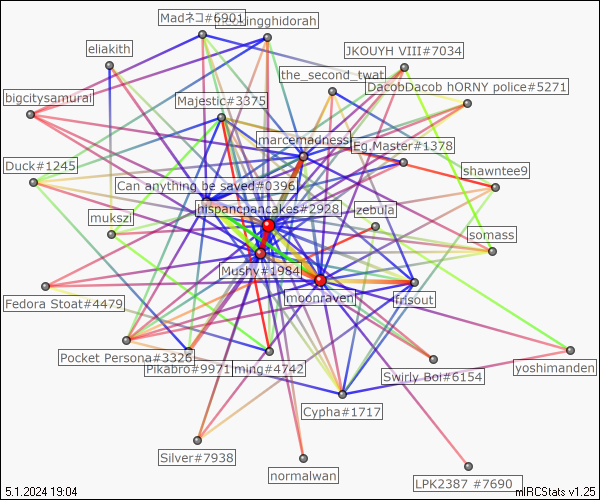 Madネコ#6901
kingghidorah
eliakith
JKOUYH VIII#7034
the_second_twat
DacobDacob hORNY police#5271
bigcitysamurai
Majestic#3375
marcemadness
Eg.Master#1378
Duck#1245
shawntee9
Can anything be saved#0396
hispancpancakes#2928
zebula
mukszi
somass
Mushy#1984
Fedora Stoat#4479
moonraven
frisout
Pocket Persona#3326
Pikabro#9971
ming#4742
yoshimanden
Swirly Boi#6154
Cypha#1717
Silver#7938
normalwan
LPK2387 #7690
5.1.2024 19:04
mIRCStats v1.25